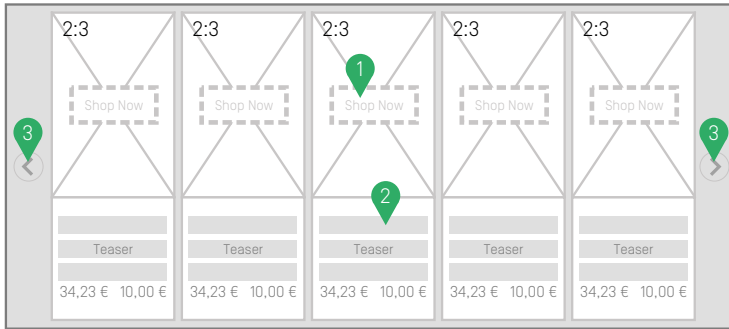 2:3 2:3 2:3 2:3 2:3
1
Shop Now Shop Now Shop Now Shop Now Shop Now
3 3
2
Teaser Teaser Teaser Teaser Teaser
34,23 € 10,00 € 34,23 € 10,00 € 34,23 € 10,00 € 34,23 € 10,00 € 34,23 € 10,00 €